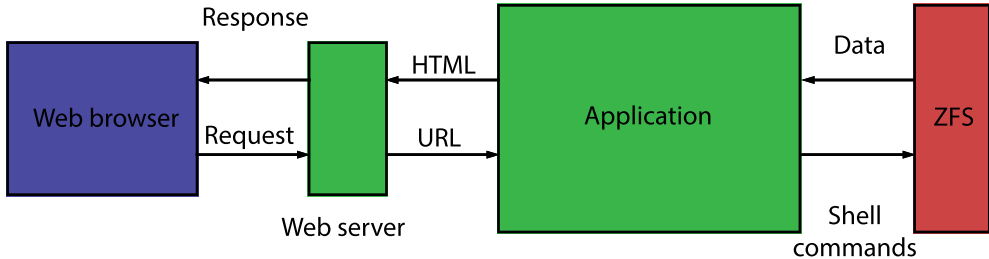 Response
Data
HTML
Web browser
Application
ZFS
Request
URL
Web server
Shell
commands